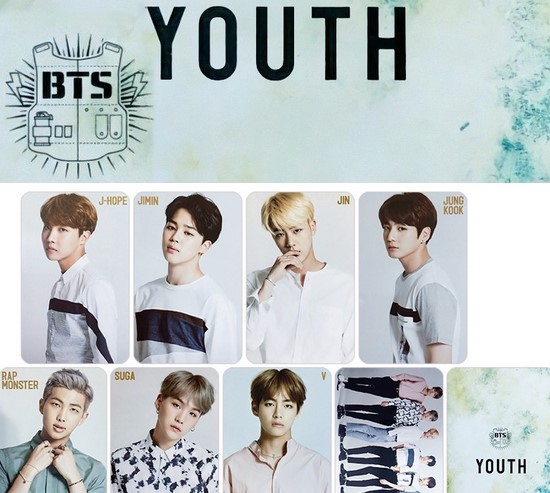 YOUTH
BTS
J-HOPE
JIMIN
JIN
JUNG
KOOK
RAP
MONSTER
SUGA
V
BTS
YOUTH